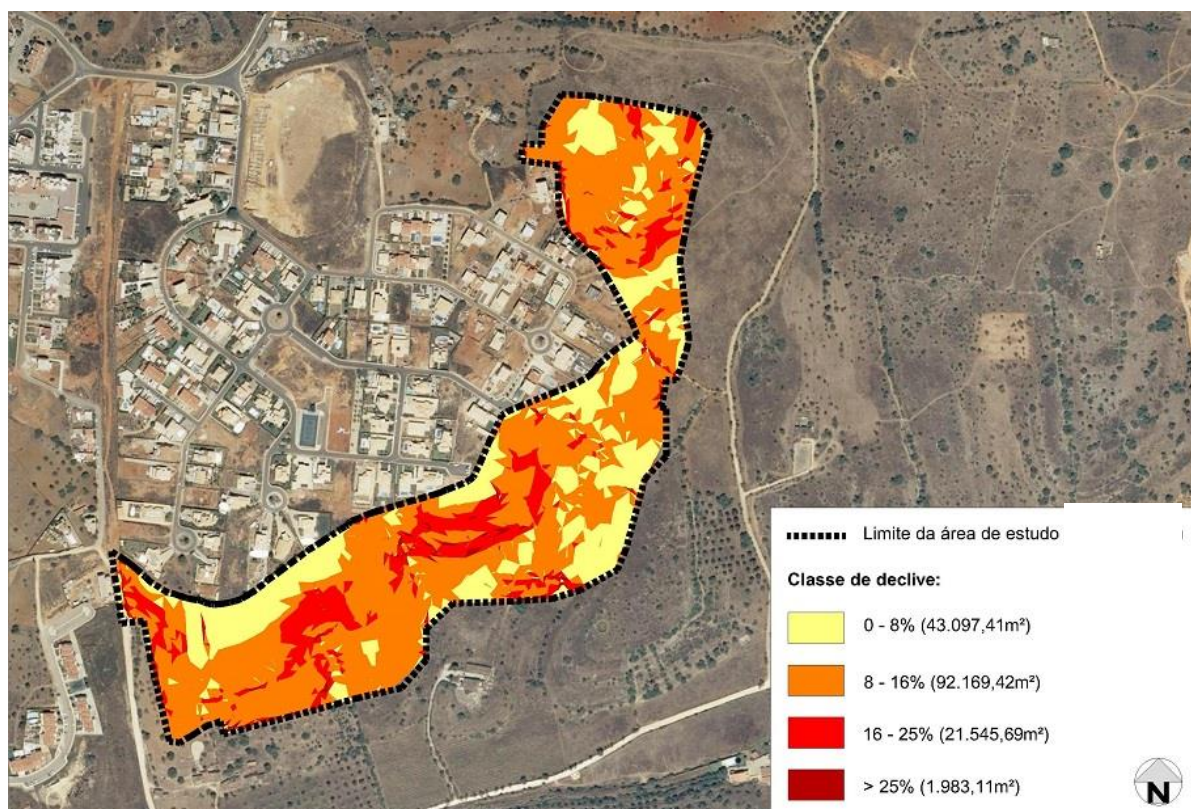 Limite da área de estudo
Classe de declive:
0 - 8% (43.097,41m²)
8 - 16% (92.169,42m²)
16 - 25% (21.545,69m²)
> 25% (1.983,11m²)
N